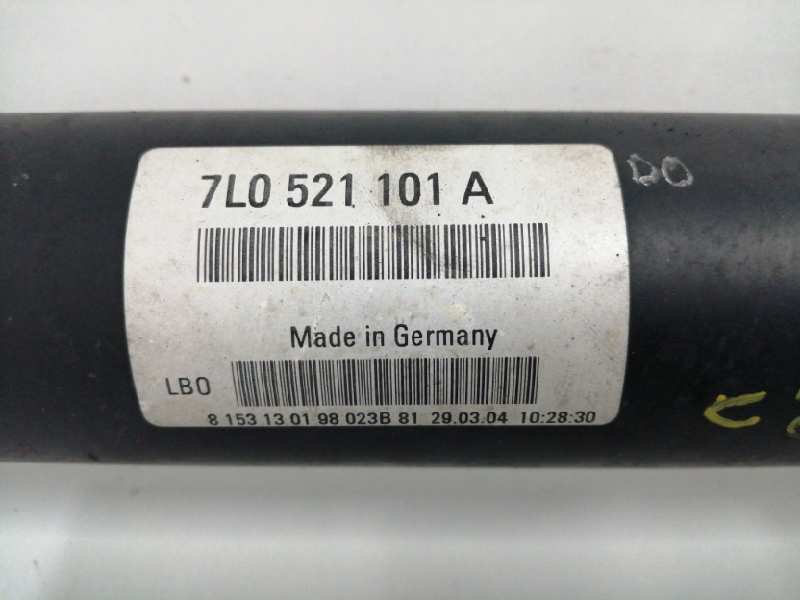 7L0 521 101 A
DO
Made in Germany
LBO
8 153 13 01 98 023B 81 29.03.04 10:28:30